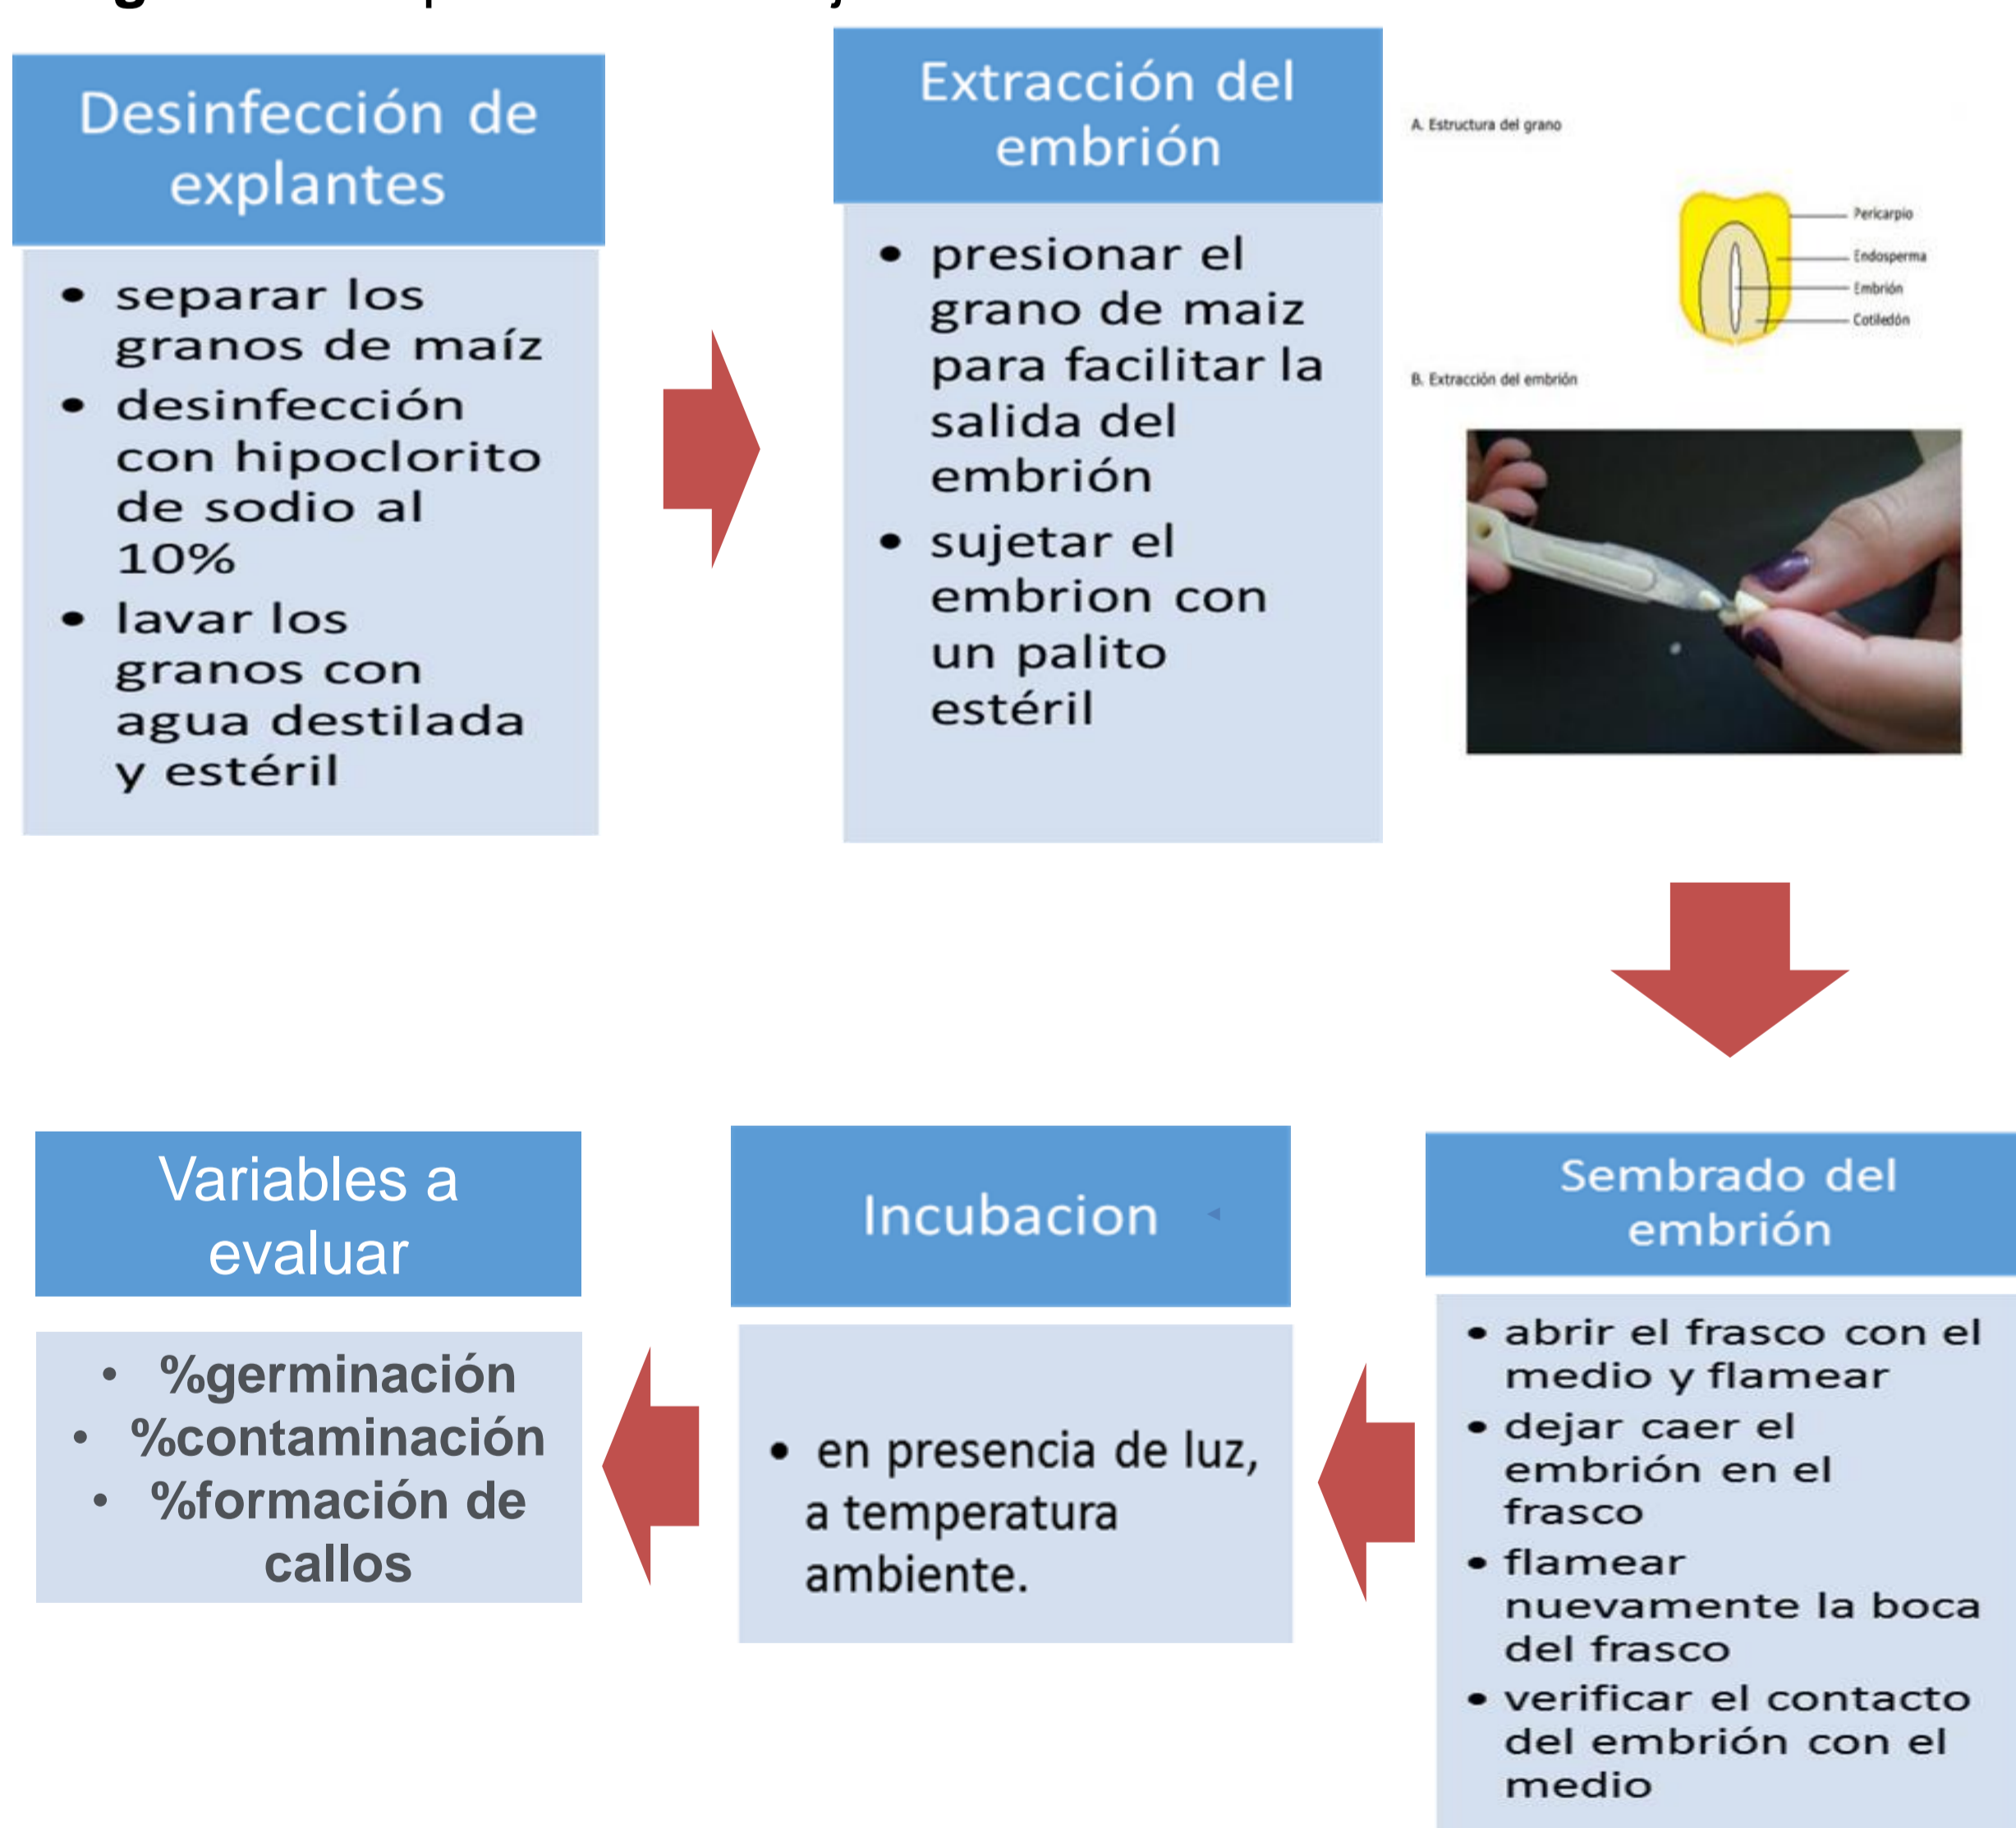 Desinfección de
explantes
• separar los
granos de maíz
• desinfección
con hipoclorito
de sodio al
10%
• lavar los
granos con
agua destilada
y estéril
Extracción del
embrión
• presionar el
grano de maiz
para facilitar la
salida del
embrión
• sujetar el
embrion con
un palito
estéril
A. Estructura del grano
Pericarpio
Endosperma
Embrión
Cotiledón
B. Extracción del embrión
Sembrado del
embrión
• abrir el frasco con el
medio y flamear
• dejar caer el
embrión en el
frasco
• flamear
nuevamente la boca
del frasco
• verificar el contacto
del embrión con el
medio
Incubacion
• en presencia de luz,
a temperatura
ambiente.
Variables a
evaluar
• %germinación
• %contaminación
• %formación de
callos